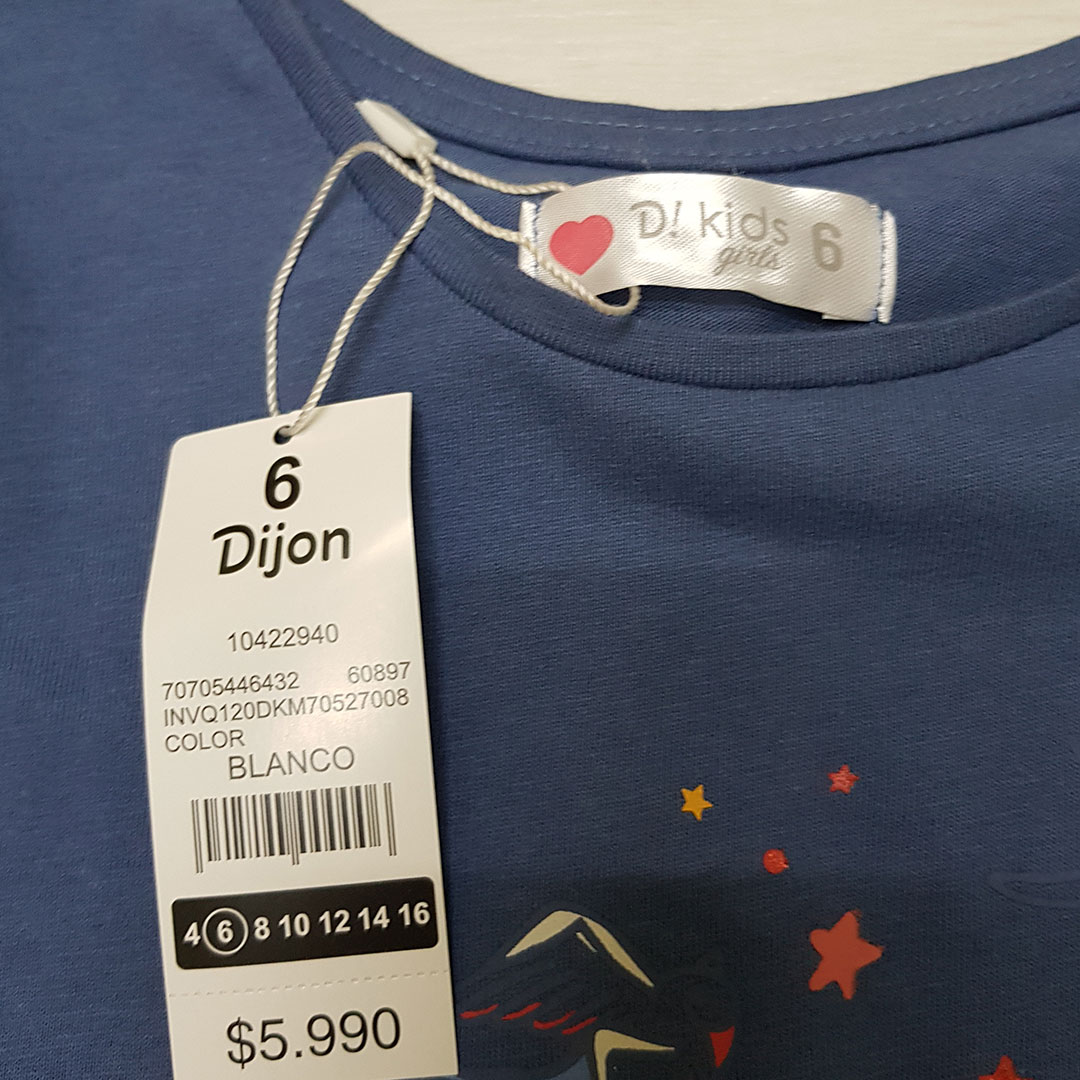 D! kids
girls
6
6
Dijon
10422940
70705446432 60897
INVQ120DKM70527008
COLOR
BLANCO
4 6 8 10 12 14 16
$5.990